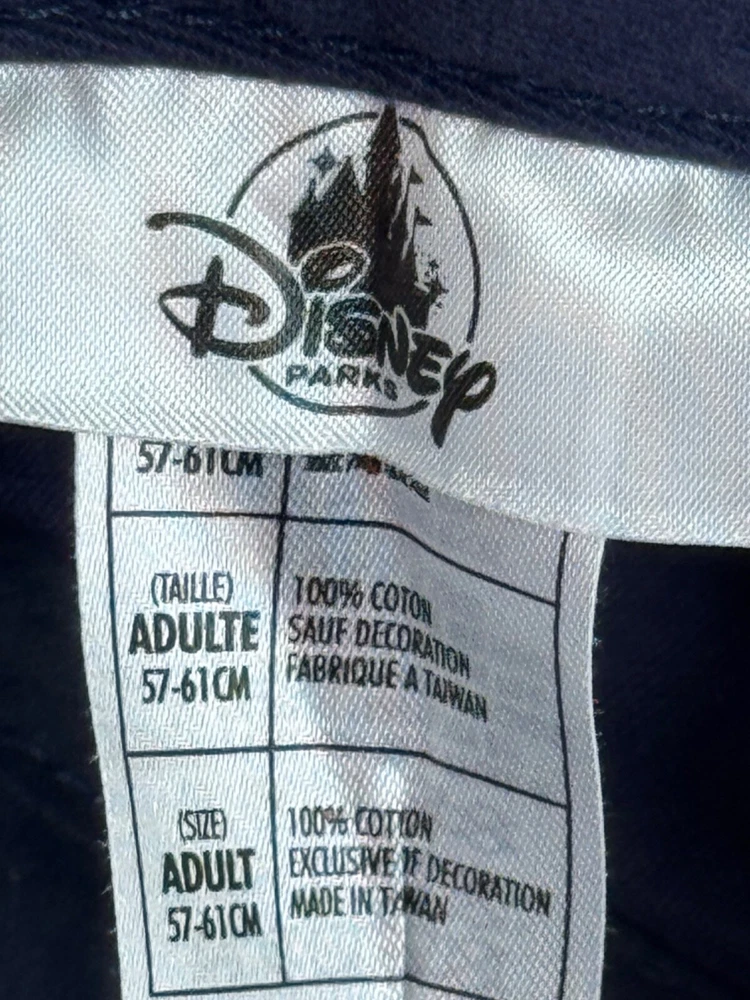 Disney
PARKS
57-61CM
(TAILLE)
ADULTE
57-61CM
100% COTON
SAUF DECORATION
FABRIQUE A TAIWAN
(SIZE)
ADULT
57-61CM
100% COTTON
EXCLUSIVE OF DECORATION
MADE IN TAIWAN